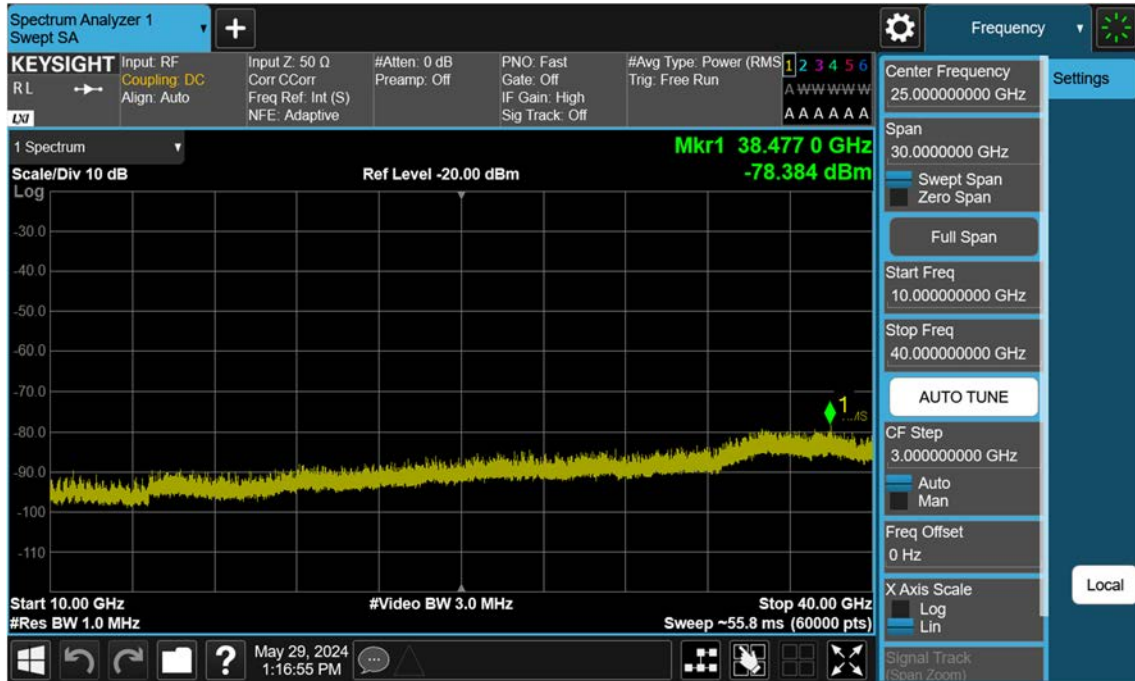 Spectrum Analyzer 1
Swept SA
+
Frequency
KEYSIGHT
R L
LXI
Input: RF
Coupling: DC
Align: Auto
Input Z: 50 Ω
Corr CCorr
Freq Ref: Int (S)
NFE: Adaptive
#Atten: 0 dB
Preamp: Off
PNO: Fast
Gate: Off
IF Gain: High
Sig Track: Off
#Avg Type: Power (RMS
Trig: Free Run
1 2 3 4 5 6
A W W W W W
A A A A A A
1 Spectrum
Mkr1 38.477 0 GHz
Scale/Div 10 dB
Ref Level -20.00 dBm
-78.384 dBm
Log
-30.0
-40.0
-50.0
-60.0
-70.0
-80.0
-90.0
-100
-110
1
Start 10.00 GHz
#Video BW 3.0 MHz
Stop 40.00 GHz
#Res BW 1.0 MHz
Sweep ~55.8 ms (60000 pts)
?
May 29, 2024
1:16:55 PM
Center Frequency
25.000000000 GHz
Span
30.0000000 GHz
Swept Span
Zero Span
Full Span
Start Freq
10.000000000 GHz
Stop Freq
40.000000000 GHz
AUTO TUNE
CF Step
3.000000000 GHz
Auto
Man
Freq Offset
0 Hz
X Axis Scale
Log
Lin
Signal Track
(Span Zoom)
Settings
Local